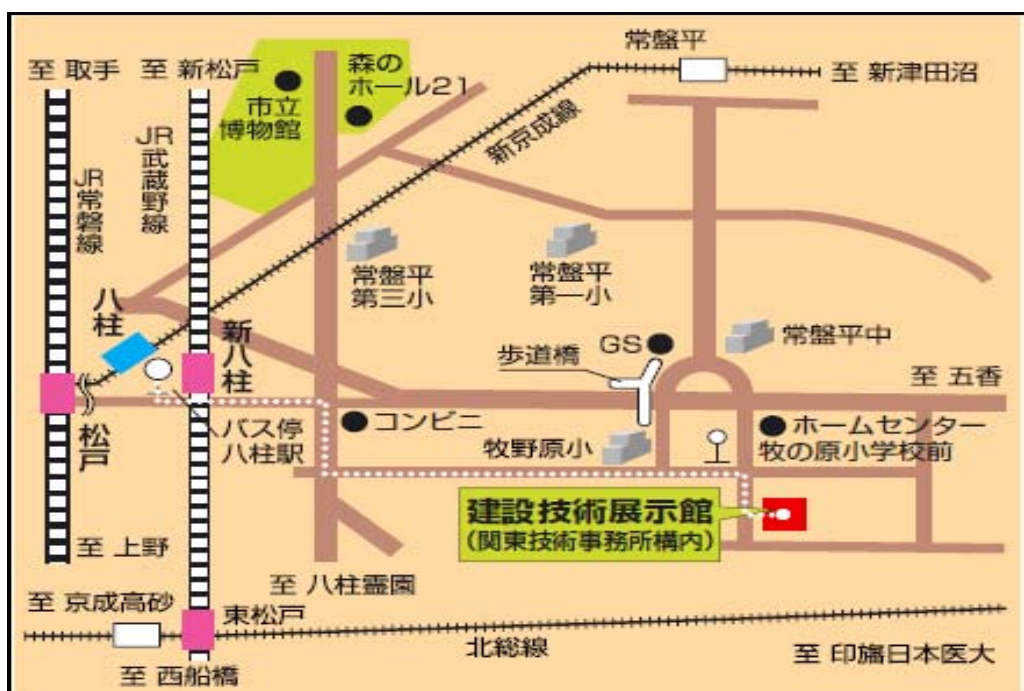 常盤平
至 取手
至 新松戸
森の
ホール21
至 新津田沼
市立
博物館
JR武蔵野線
JR常磐線
新京成線
常盤平
第三小
常盤平
第一小
八柱
新八柱
GS
常盤平中
歩道橋
至 五香
松戸
バス停
八柱駅
コンビニ
牧野原小
ホームセンター
牧の原小学校前
建設技術展示館
(関東技術事務所構内)
至 上野
至 八柱霊園
至 京成高砂
東松戸
北総線
至 印旛日本医大
至 西船橋